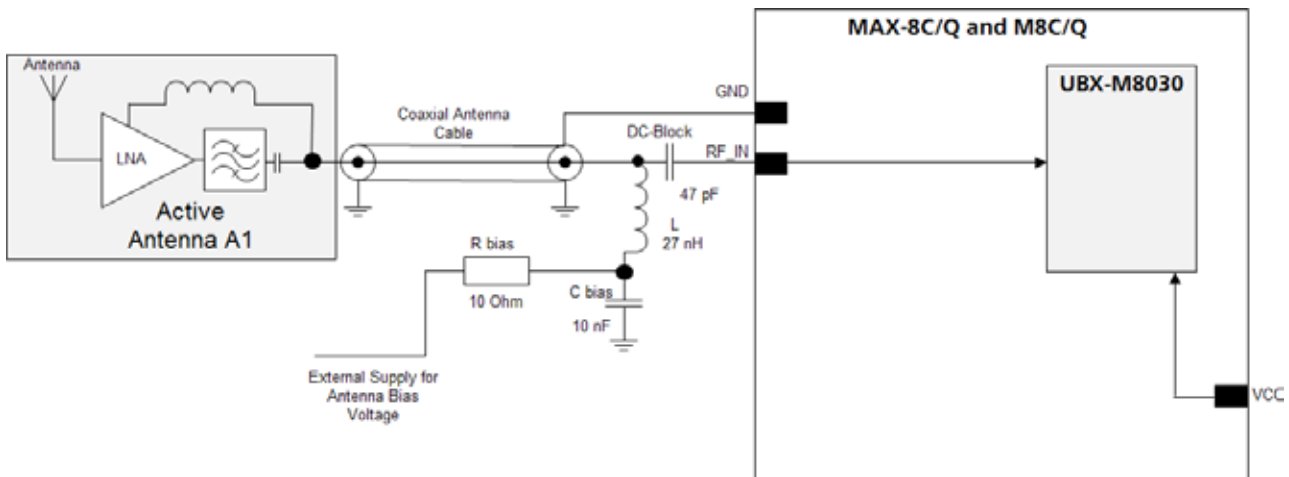 MAX-8C/Q and M8C/Q
Antenna
UBX-M8030
GND
Coaxial Antenna
Cable
DC-Block
LNA
RF_IN
47 pF
Active
Antenna A1
L
27 nH
R bias
10 Ohm
C bias
10 nF
External Supply for
Antenna Bias
Voltage
VCC